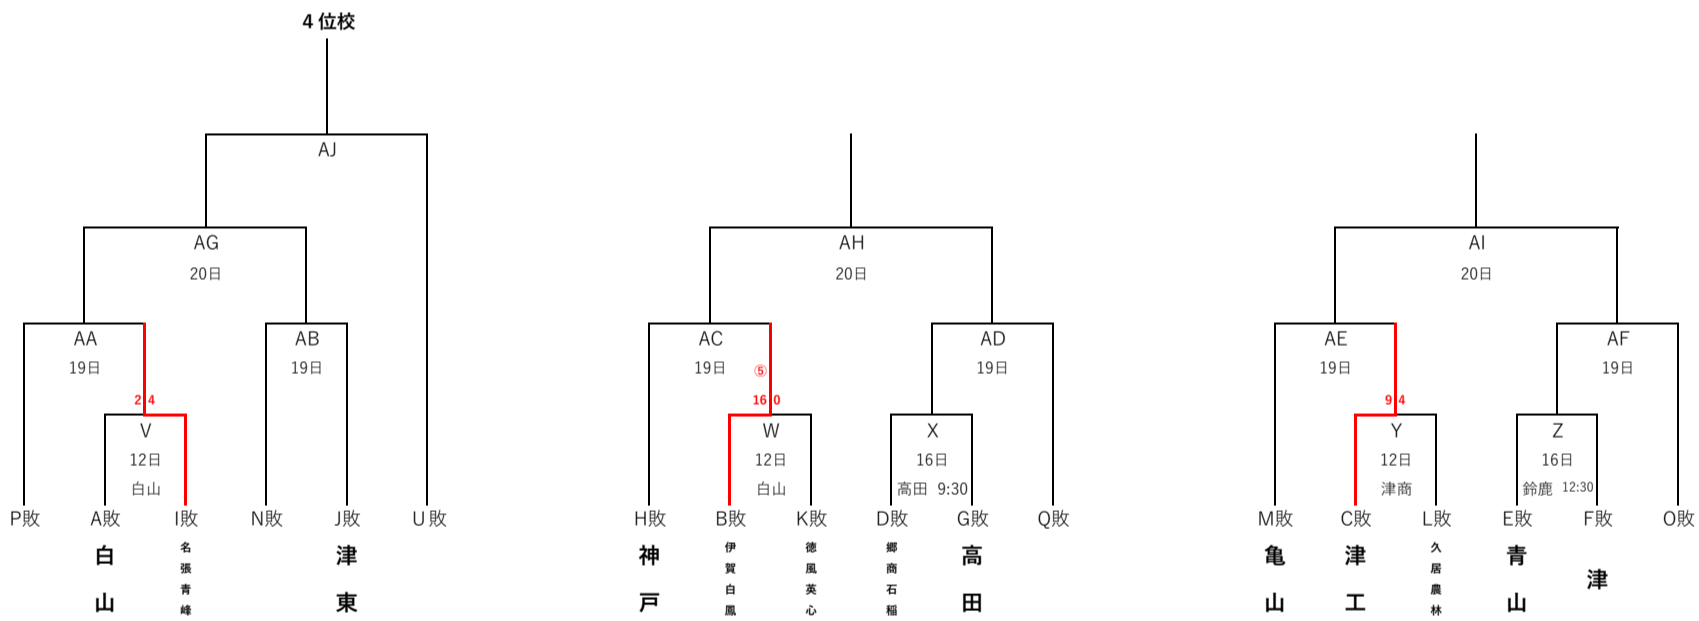 4 位校
AJ
AG
20日
AH
20日
AI
20日
AA
19日
AB
19日
AC
19日
⑤
AD
19日
AE
19日
AF
19日
2 4
16 0
9 4
V
12日
白山
W
12日
白山
X
16日
高田 9:30
Y
12日
津商
Z
16日
鈴鹿 12:30
P敗 A敗 I敗 N敗 J敗 U敗 H敗 B敗 K敗 D敗 G敗 Q敗 M敗 C敗 L敗 E敗 F敗 O敗
白山
名張青峰
津東
神戸
伊賀白鳳
徳風英心
郷商石稲
高田
亀山
津工
久居農林
青山
津